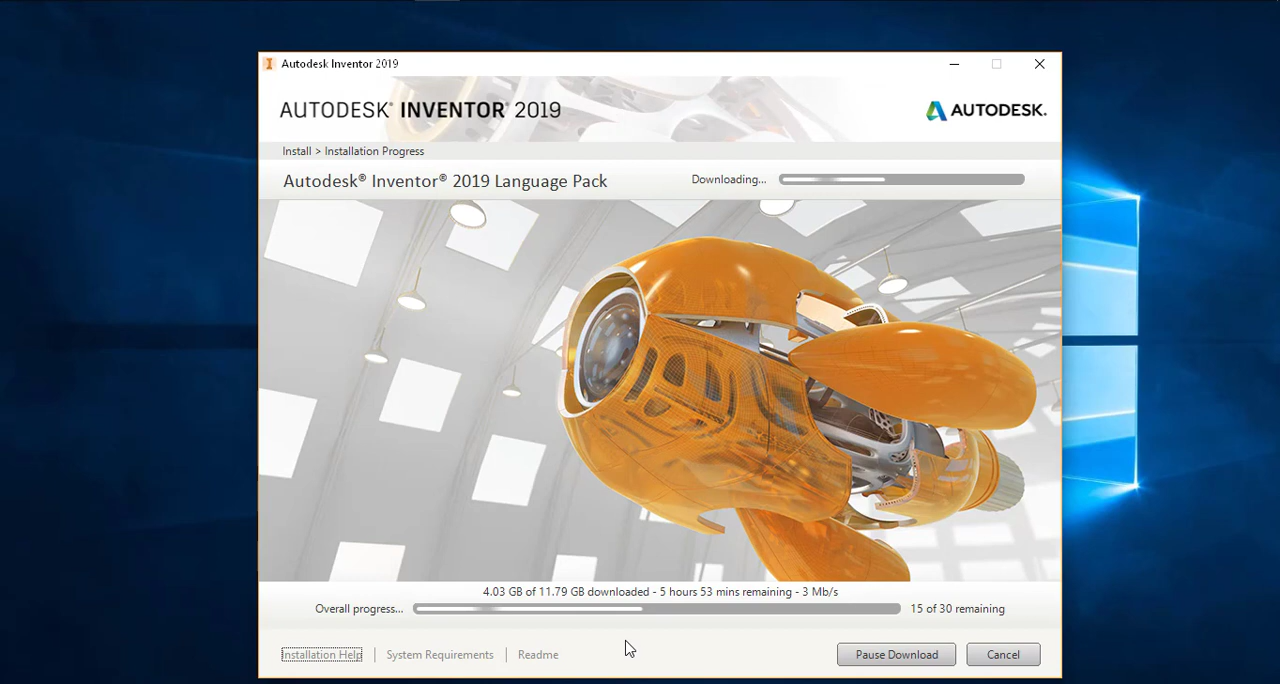 Autodesk Inventor 2019
AUTODESK® INVENTOR® 2019
AUTODESK.
Install > Installation Progress
Autodesk® Inventor® 2019 Language Pack
Downloading...
4.03 GB of 11.79 GB downloaded - 5 hours 53 mins remaining - 3 Mb/s
Overall progress...
15 of 30 remaining
Installation Help
System Requirements
Readme
Pause Download
Cancel